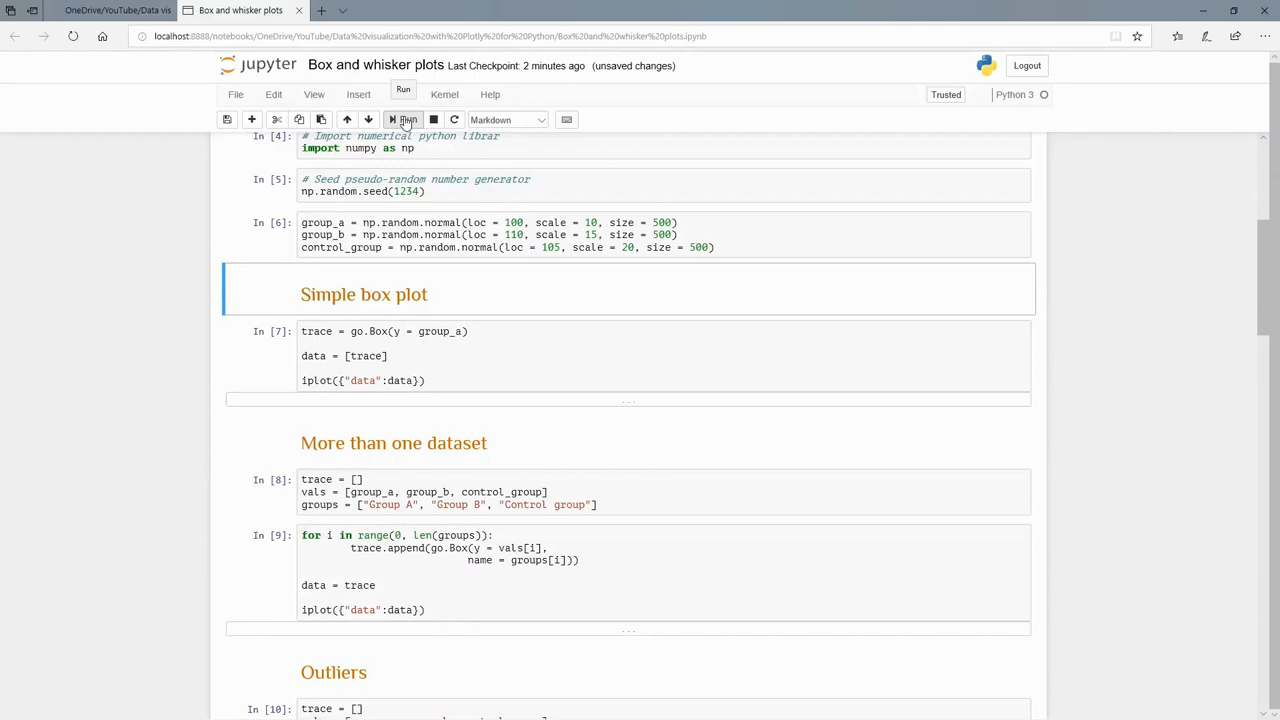 OneDrive/YouTube/Data vis
Box and whisker plots
localhost:8888/notebooks/OneDrive/YouTube/Data%20visualization%20with%20Plotly%20for%20Python/Box%20and%20whisker%20plots.ipynb
jupyter Box and whisker plots Last Checkpoint: 2 minutes ago (unsaved changes)
Logout
Run
File Edit View Insert Kernel Help
Trusted
Python 3
Run
Markdown
In [4]:
# Import numerical python librar
import numpy as np
In [5]:
# Seed pseudo-random number generator
np.random.seed(1234)
In [6]:
group_a = np.random.normal(loc = 100, scale = 10, size = 500)
group_b = np.random.normal(loc = 110, scale = 15, size = 500)
control_group = np.random.normal(loc = 105, scale = 20, size = 500)
Simple box plot
In [7]:
trace = go.Box(y = group_a)
data = [trace]
iplot({"data":data})
...
More than one dataset
In [8]:
trace = []
vals = [group_a, group_b, control_group]
groups = ["Group A", "Group B", "Control group"]
In [9]:
for i in range(0, len(groups)):
trace.append(go.Box(y = vals[i],
name = groups[i]))
data = trace
iplot({"data":data})
...
Outliers
In [10]:
trace = []